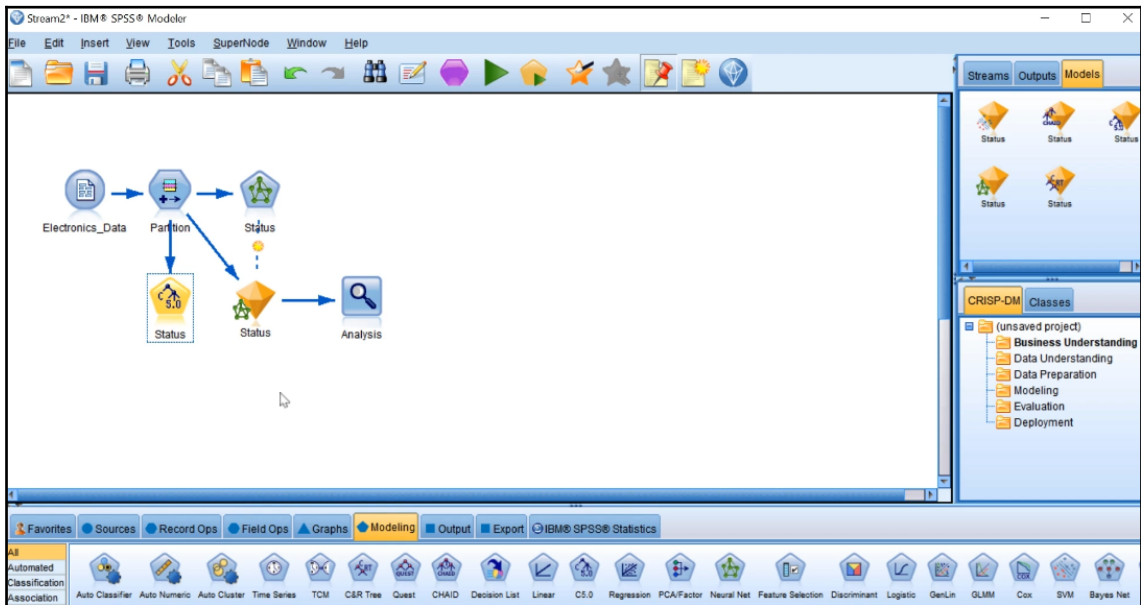 Stream2* - IBM® SPSS® Modeler
File Edit Insert View Tools SuperNode Window Help
Streams Outputs Models
Status Status Status
Status Status
Electronics_Data Partition Status
C 5.0
Status Status Analysis
CRISP-DM Classes
(unsaved project)
Business Understanding
Data Understanding
Data Preparation
Modeling
Evaluation
Deployment
Favorites Sources Record Ops Field Ops Graphs Modeling Output Export IBM® SPSS® Statistics
All
Automated
Classification
Association
Auto Classifier Auto Numeric Auto Cluster Time Series TCM C&R Tree Quest CHAID Decision List Linear C5.0 Regression PCA/Factor Neural Net Feature Selection Discriminant Logistic GenLin GLMM Cox SVM Bayes Net